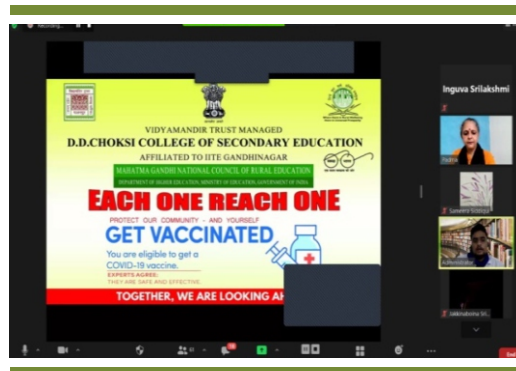 Recording...
Inguva Srilakshmi
VIDYAMANDIR TRUST MANAGED
D.D.CHOKSI COLLEGE OF SECONDARY EDUCATION
AFFILIATED TO IITE GANDHINAGAR
MAHATMA GANDHI NATIONAL COUNCIL OF RURAL EDUCATION
DEPARTMENT OF HIGHER EDUCATION, MINISTRY OF EDUCATION, GOVERNMENT OF INDIA
EACH ONE REACH ONE
PROTECT OUR COMMUNITY - AND YOURSELF
GET VACCINATED
You are eligible to get a
COVID-19 vaccine.
EXPERTS AGREE:
THEY ARE SAFE AND EFFECTIVE
TOGETHER, WE ARE LOOKING AH
End